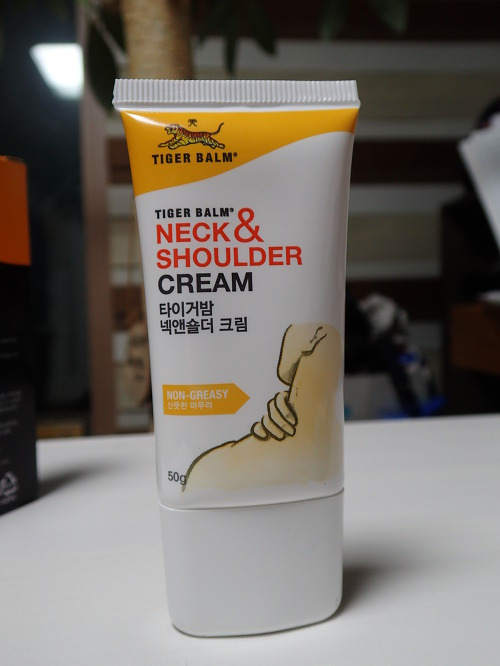 TIGER BALM®
TIGER BALM®
NECK &
SHOULDER
CREAM
타이거밤
넥앤숄더 크림
NON-GREASY
산뜻한 마무리
50g